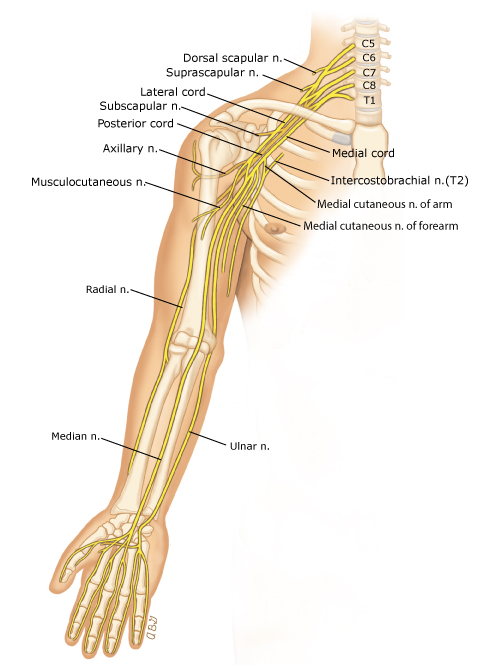 C5
Dorsal scapular n.
C6
Suprascapular n.
C7
C8
Lateral cord
T1
Subscapular n.
Posterior cord
Axillary n.
Medial cord
Musculocutaneous n.
Intercostobrachial n.(T2)
Medial cutaneous n. of arm
Medial cutaneous n. of forearm
Radial n.
Median n.
Ulnar n.